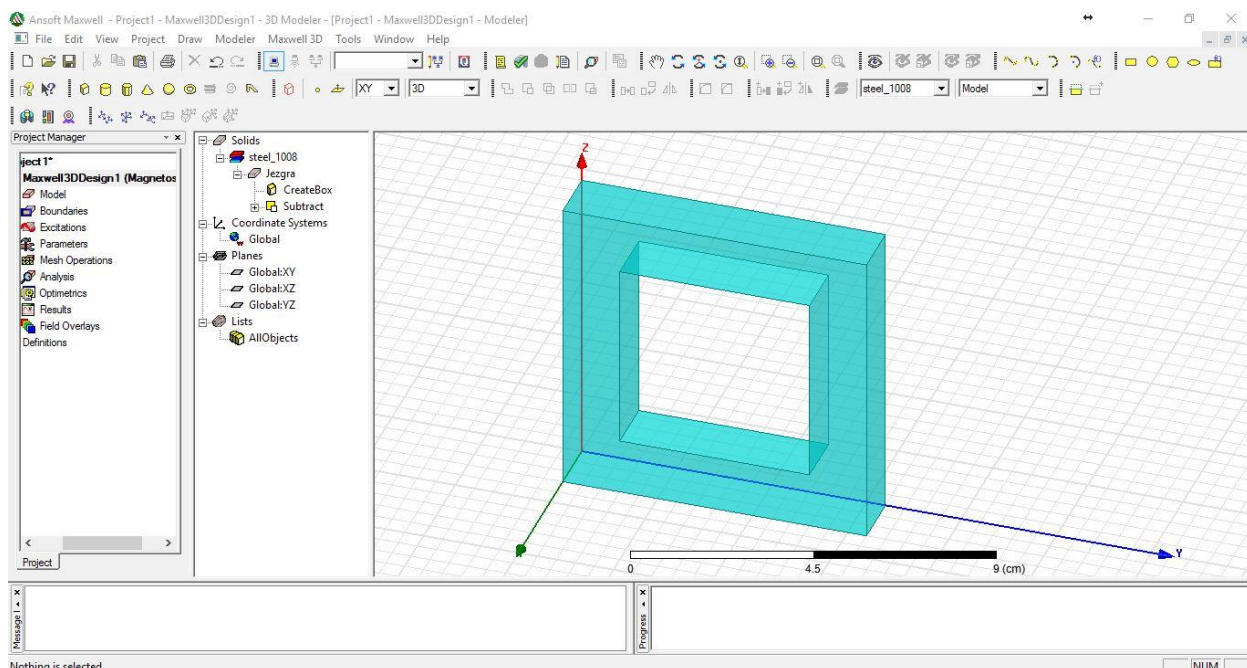 Ansoft Maxwell - Project1 - Maxwell3DDesign1 - 3D Modeler - [Project1 - Maxwell3DDesign1 - Modeler]
File Edit View Project Draw Modeler Maxwell 3D Tools Window Help
XY 3D steel_1008 Model
Project Manager
ject1*
Maxwell3DDesign1 (Magnetos
Model
Boundaries
Excitations
Parameters
Mesh Operations
Analysis
Optimetrics
Results
Field Overlays
Definitions
Project
Solids
steel_1008
Jezgra
CreateBox
Subtract
Coordinate Systems
Global
Planes
Global:XY
Global:XZ
Global:YZ
Lists
AllObjects
Z
Y
0 4.5 9 (cm)
Message
Progress
Nothing is selected
NUM